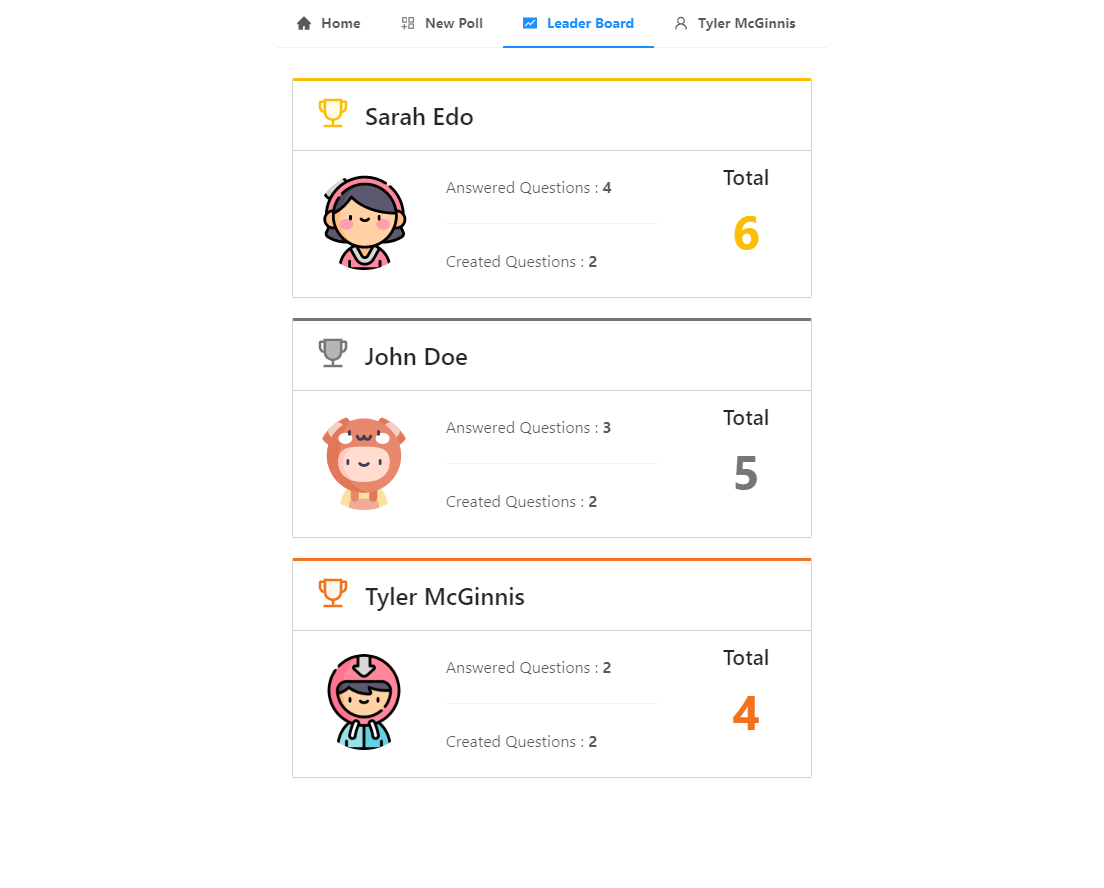 Home New Poll Leader Board Tyler McGinnis
Sarah Edo
Answered Questions : 4
Created Questions : 2
Total
6
John Doe
Answered Questions : 3
Created Questions : 2
Total
5
Tyler McGinnis
Answered Questions : 2
Created Questions : 2
Total
4